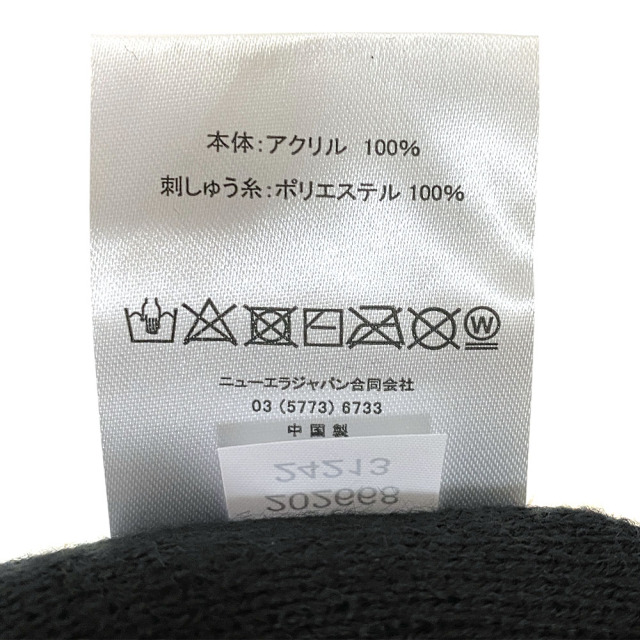 本体：アクリル 100%
刺しゅう糸：ポリエステル 100%
W
ニューエラジャパン合同会社
03 (5773) 6733
中国製
24213
202668